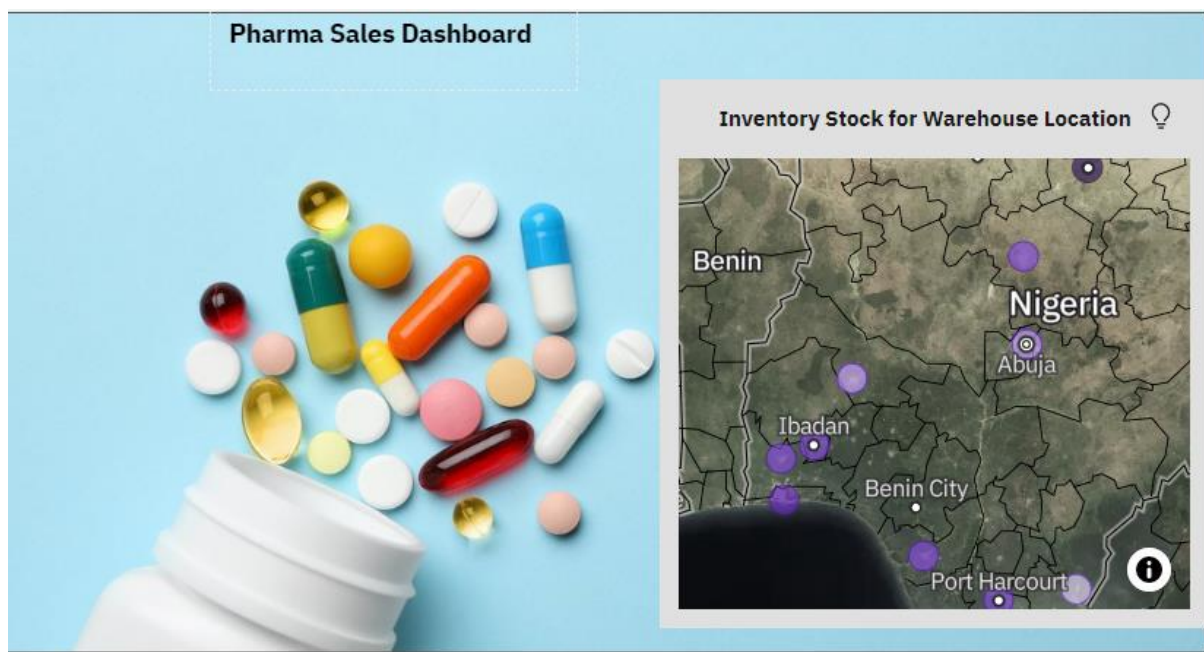 Pharma Sales Dashboard
Inventory Stock for Warehouse Location
Benin
Nigeria
Abuja
Ibadan
Benin City
Port Harcourt